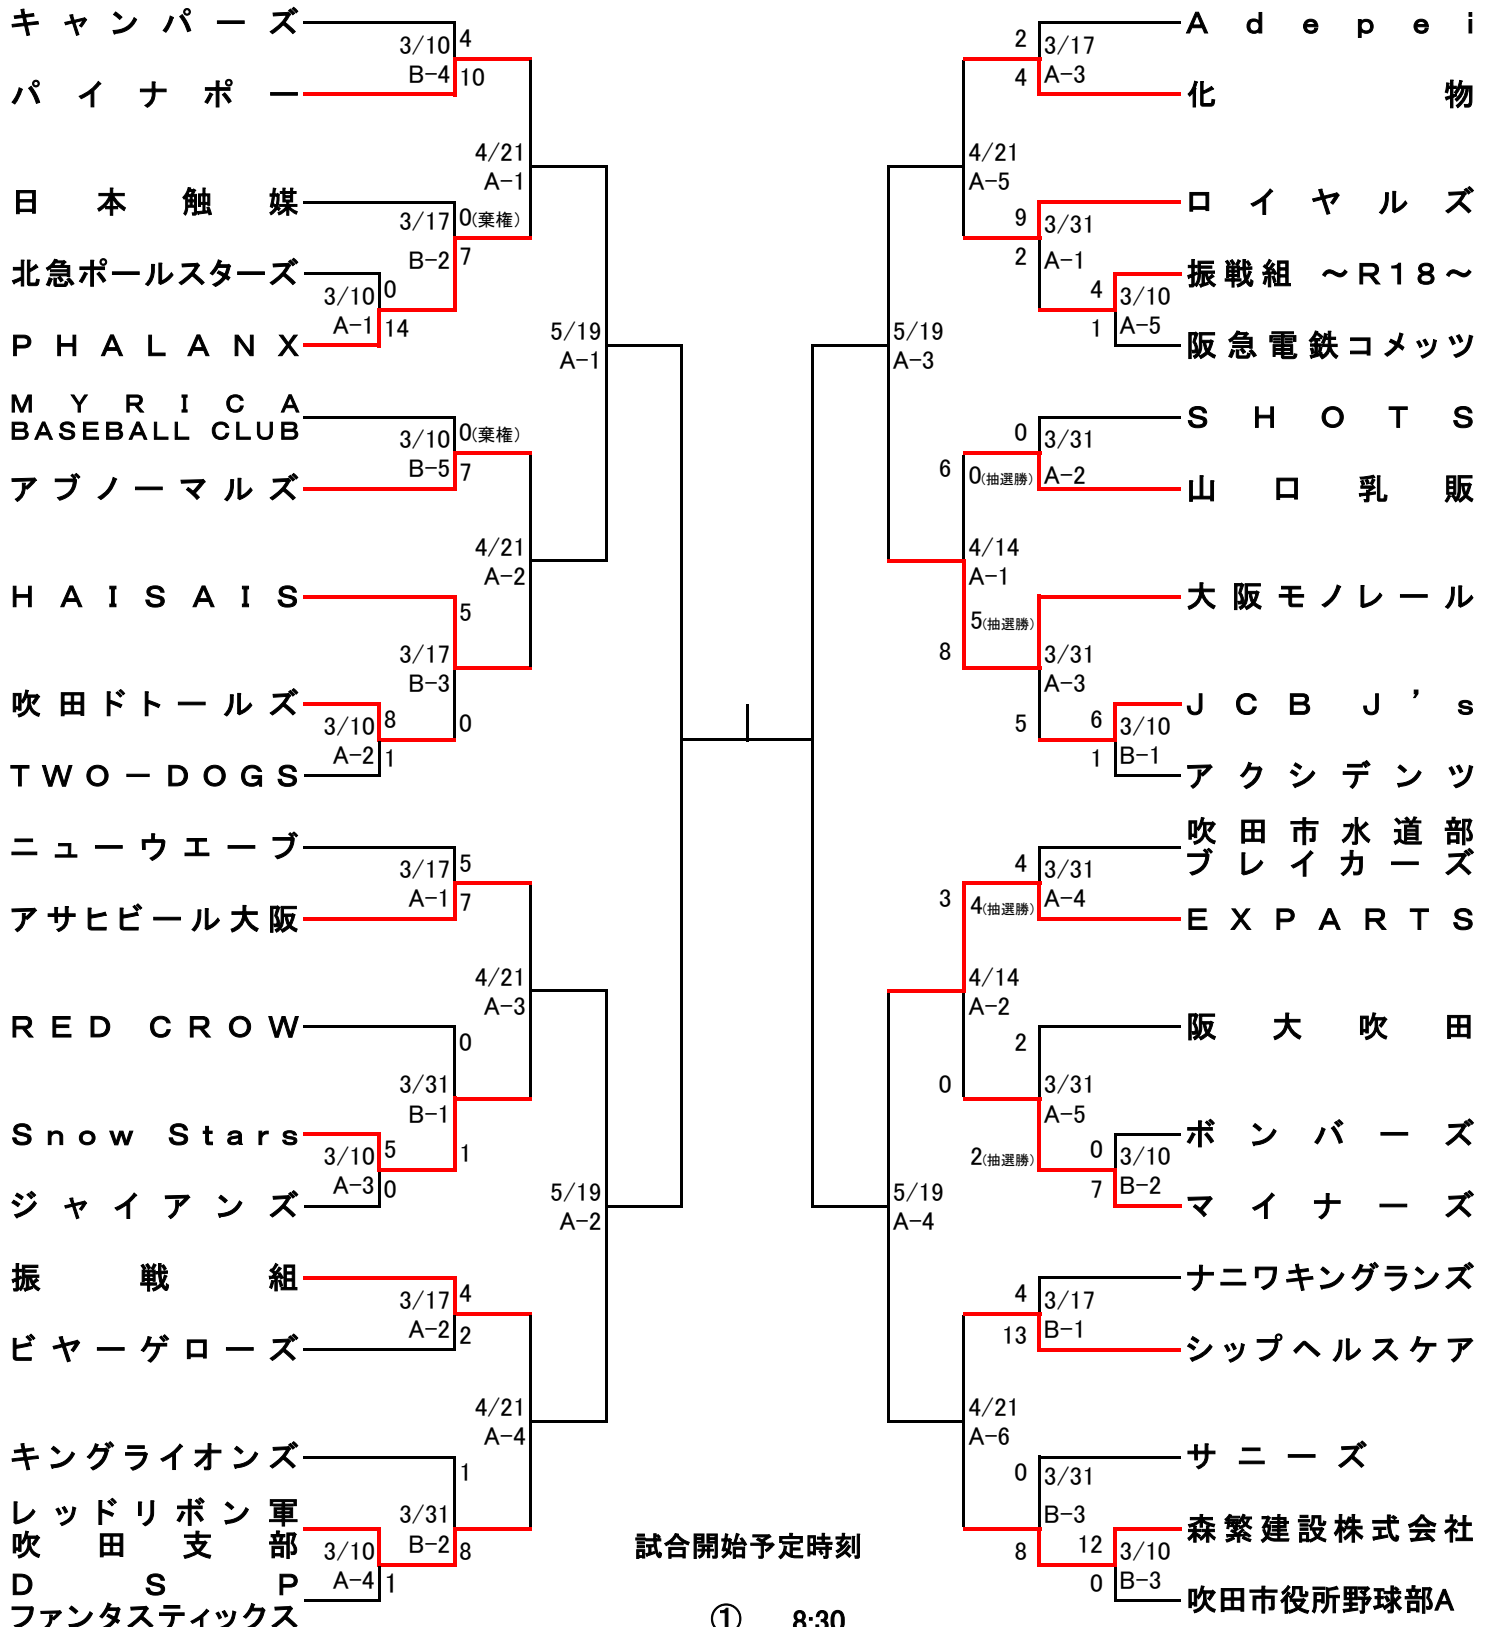 キャンパーズ
3/10 4
B-4 10
パイナポー
4/21
A-1
日本触媒
3/17 0(棄権)
B-2 7
北急ポールスターズ
3/10 0
A-1 14
PHALANX
5/19
A-1
MYRICA
BASEBALL CLUB
3/10 0(棄権)
B-5 7
アブノーマルズ
4/21
A-2
HAISAIS
5
3/17
B-3
0
吹田ドトールズ
3/10 8
A-2 1
TWO-DOGS
ニューウエーブ
3/17 5
A-1 7
アサヒビール大阪
4/21
A-3
RED CROW
0
3/31
B-1
1
Snow Stars
3/10 5
A-3 0
ジャイアンズ
5/19
A-2
振戦組
3/17 4
A-2 2
ビヤーゲローズ
4/21
A-4
キングライオンズ
1
3/31
B-2 8
レッドリボン軍
吹田支部
3/10
A-4 1
DSP
ファンタスティックス
試合開始予定時刻
① 8:30
Adepei
2 3/17
4 A-3
化物
4/21
A-5
ロイヤルズ
9 3/31
2 A-1
振戦組 ~R18~
4 3/10
1 A-5
阪急電鉄コメッツ
5/19
A-3
SHOTS
0 3/31
6 0(抽選勝) A-2
山口乳販
4/14
A-1
大阪モノレール
5(抽選勝)
8 3/31
A-3
5
JCB J's
6 3/10
1 B-1
アクシデンツ
吹田市水道部
ブレイカーズ
4 3/31
3 4(抽選勝) A-4
EXPARTS
4/14
A-2
阪大吹田
2
0 3/31
A-5
2(抽選勝)
ボンバーズ
0 3/10
7 B-2
マイナーズ
5/19
A-4
ナニワキングランズ
4 3/17
13 B-1
シップヘルスケア
4/21
A-6
サニーズ
0 3/31
B-3
8
森繁建設株式会社
12 3/10
0 B-3
吹田市役所野球部A